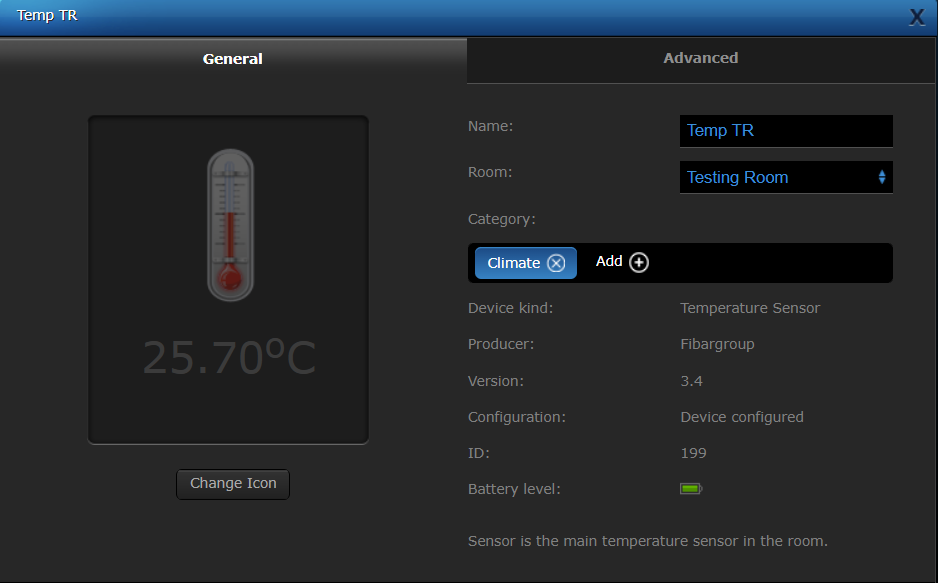 Temp TR
X
General
Advanced
25.70°C
Change Icon
Name:
Temp TR
Room:
Testing Room
Category:
Climate
Add
Device kind:
Temperature Sensor
Producer:
Fibargroup
Version:
3.4
Configuration:
Device configured
ID:
199
Battery level:
Sensor is the main temperature sensor in the room.